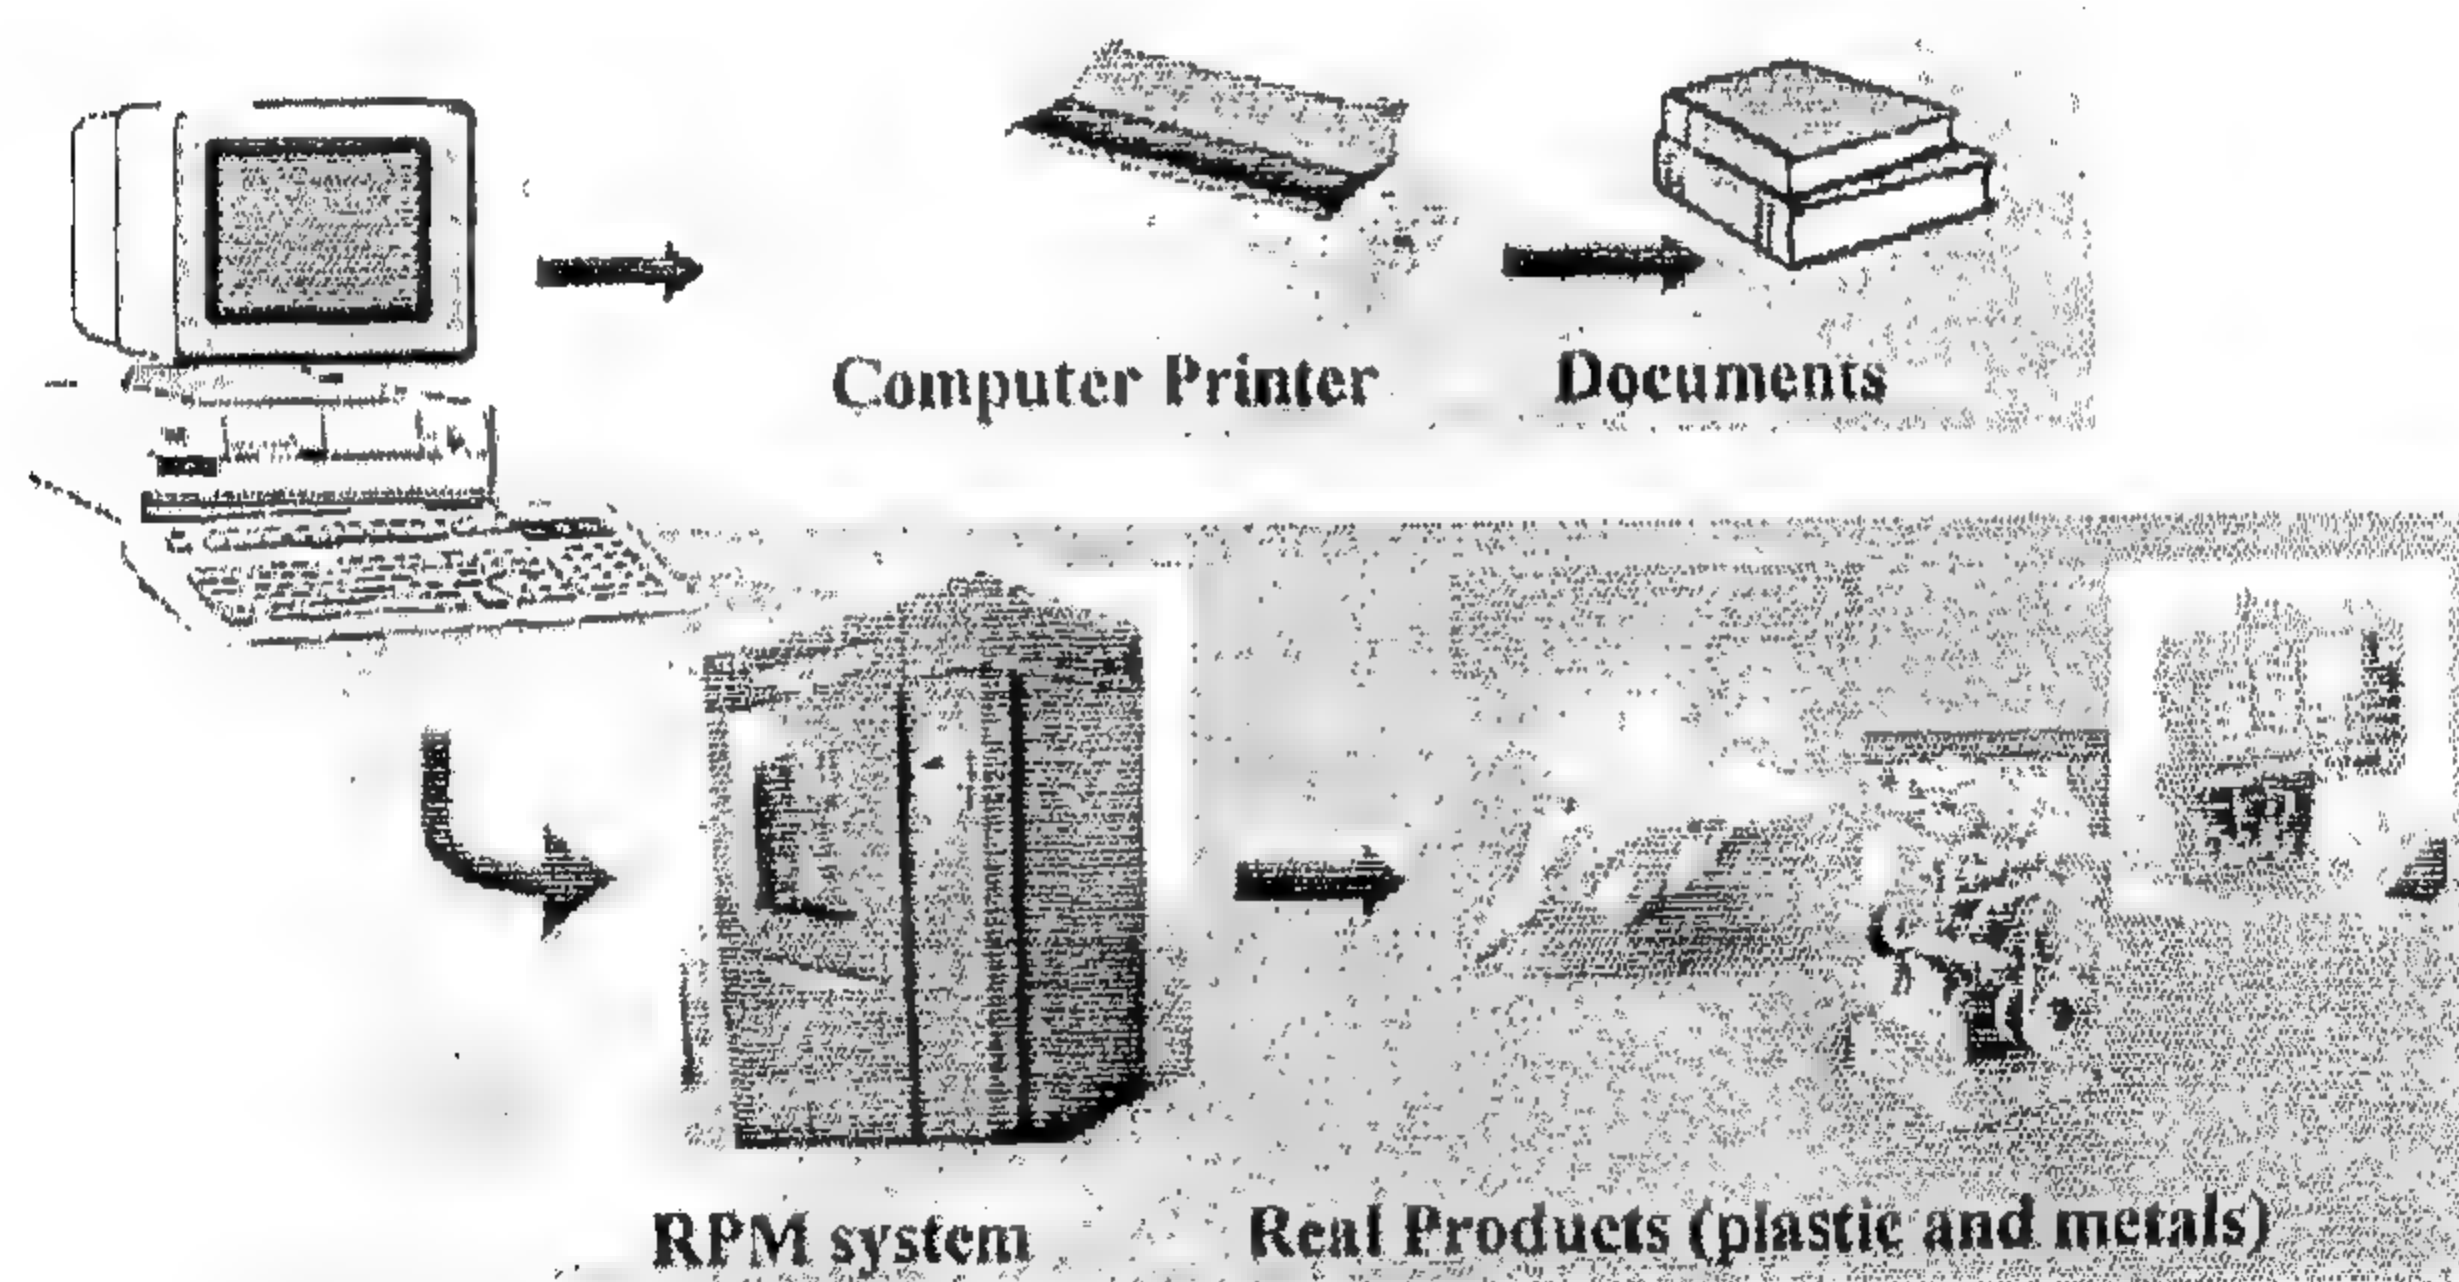 Computer Printer
Documents
RPM system
Real Products (plastic and metals)